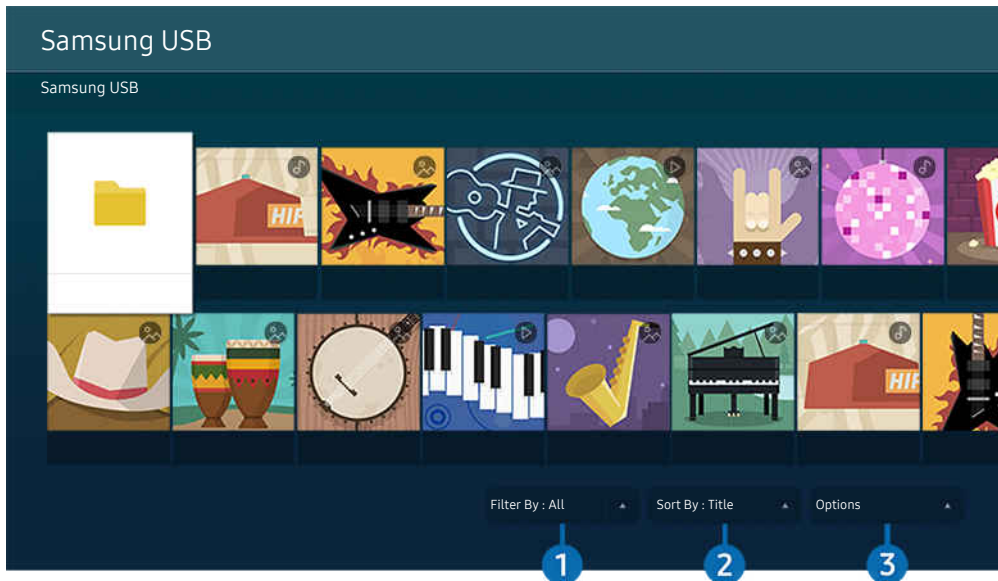 Samsung USB
Samsung USB
HIF
HIF
Filter By : All
Sort By : Title
Options
1
2
3